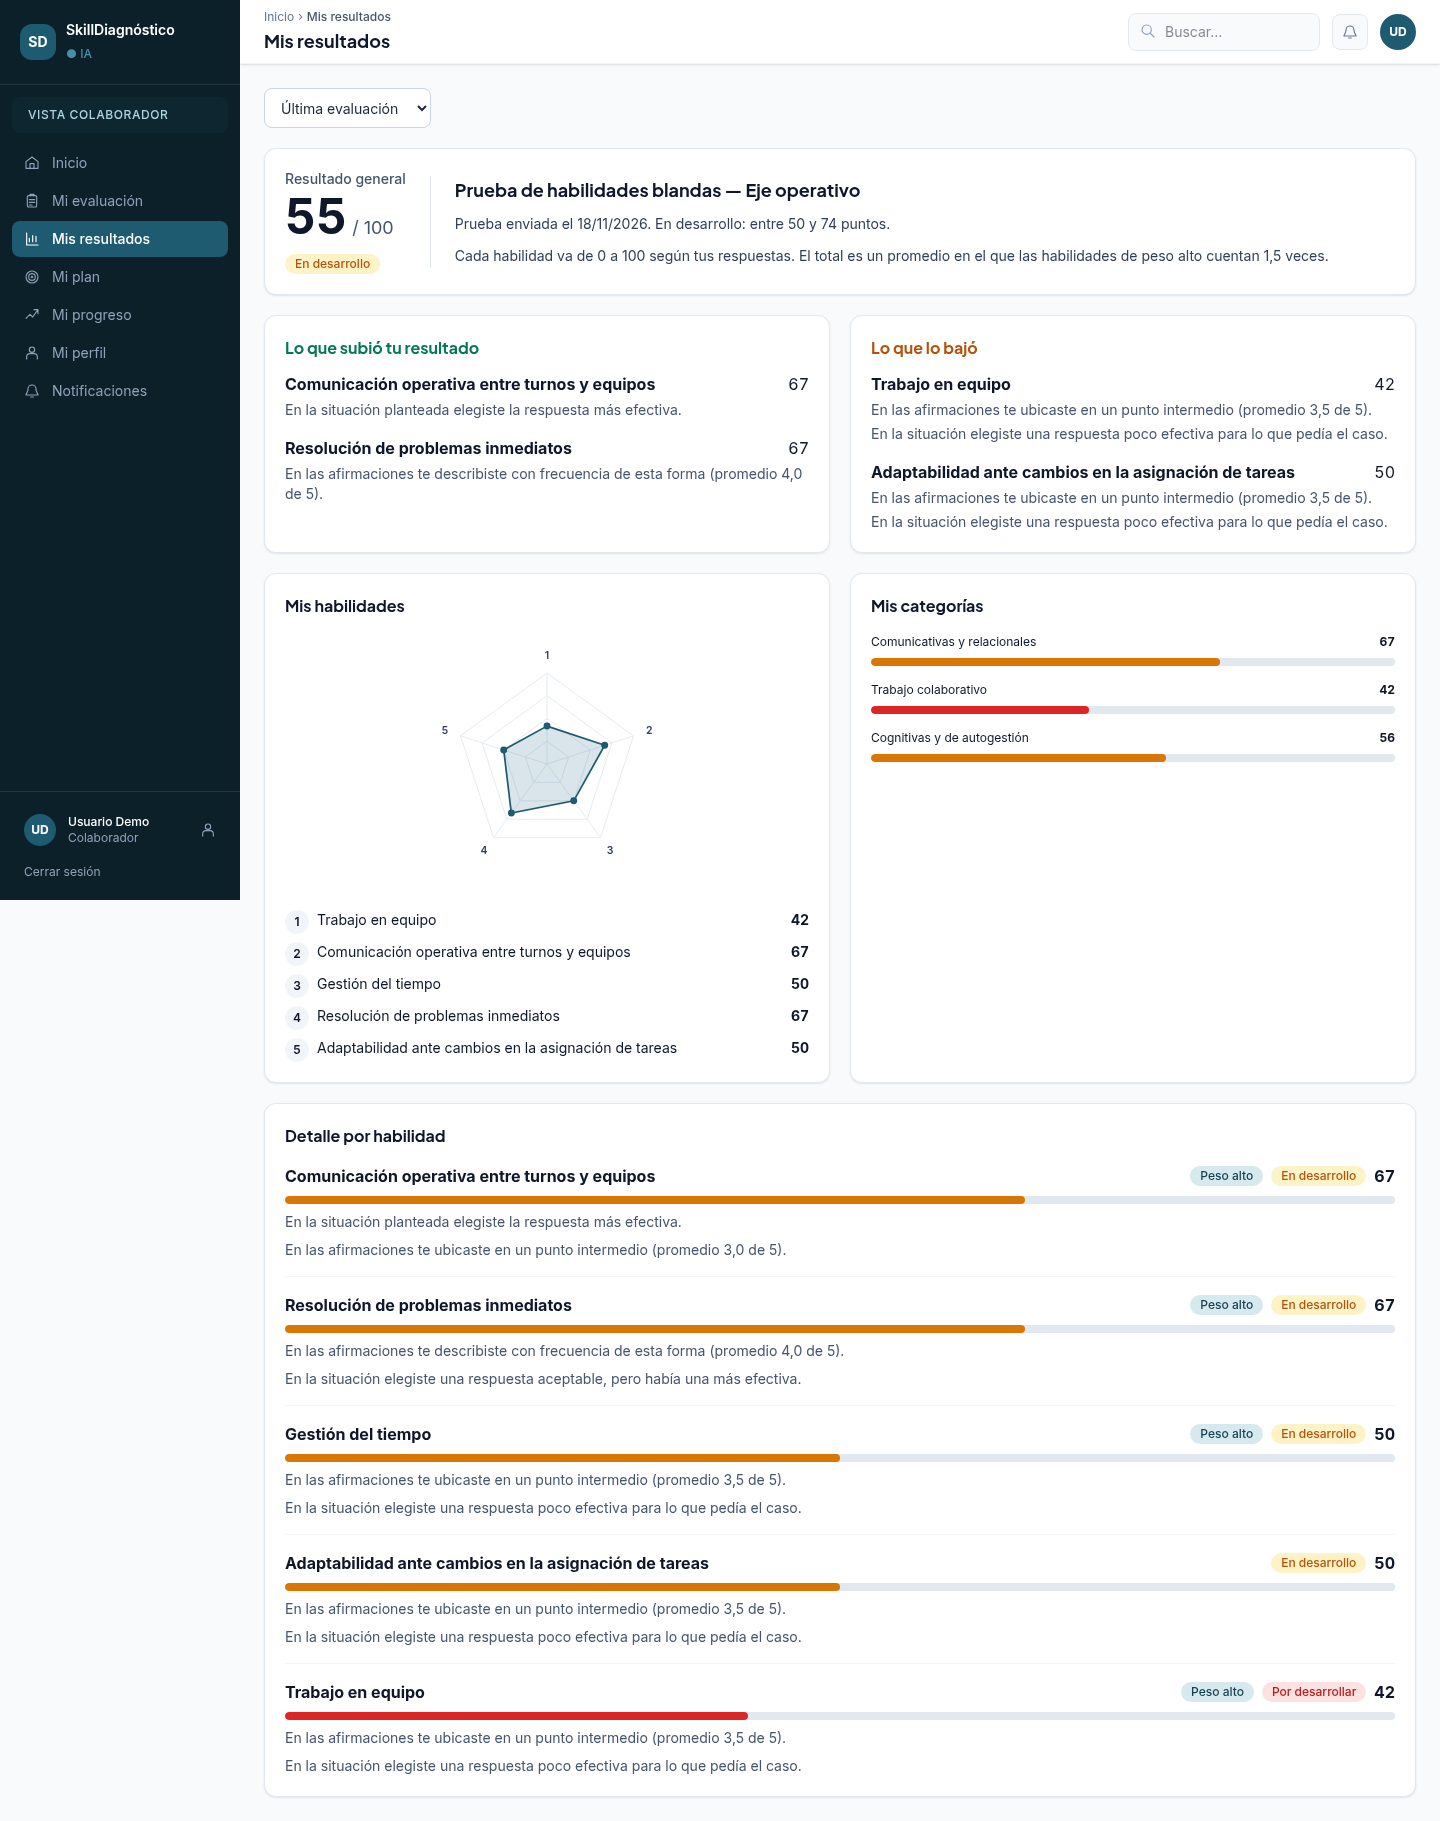 SD
SkillDiagnóstico
IA
VISTA COLABORADOR
Inicio
Mi evaluación
Mis resultados
Mi plan
Mi progreso
Mi perfil
Notificaciones
UD
Usuario Demo
Colaborador
Cerrar sesión
Inicio › Mis resultados
Mis resultados
Buscar...
UD
Última evaluación
Resultado general
55 / 100
En desarrollo
Prueba de habilidades blandas — Eje operativo
Prueba enviada el 18/11/2026. En desarrollo: entre 50 y 74 puntos.
Cada habilidad va de 0 a 100 según tus respuestas. El total es un promedio en el que las habilidades de peso alto cuentan 1,5 veces.
Lo que subió tu resultado
Comunicación operativa entre turnos y equipos 67
En la situación planteada elegiste la respuesta más efectiva.
Resolución de problemas inmediatos 67
En las afirmaciones te describiste con frecuencia de esta forma (promedio 4,0
de 5).
Lo que lo bajó
Trabajo en equipo 42
En las afirmaciones te ubicaste en un punto intermedio (promedio 3,5 de 5).
En la situación elegiste una respuesta poco efectiva para lo que pedía el caso.
Adaptabilidad ante cambios en la asignación de tareas 50
En las afirmaciones te ubicaste en un punto intermedio (promedio 3,5 de 5).
En la situación elegiste una respuesta poco efectiva para lo que pedía el caso.
Mis habilidades
1
5 2
4 3
1 Trabajo en equipo 42
2 Comunicación operativa entre turnos y equipos 67
3 Gestión del tiempo 50
4 Resolución de problemas inmediatos 67
5 Adaptabilidad ante cambios en la asignación de tareas 50
Mis categorías
Comunicativas y relacionales 67
Trabajo colaborativo 42
Cognitivas y de autogestión 56
Detalle por habilidad
Comunicación operativa entre turnos y equipos Peso alto En desarrollo 67
En la situación planteada elegiste la respuesta más efectiva.
En las afirmaciones te ubicaste en un punto intermedio (promedio 3,0 de 5).
Resolución de problemas inmediatos Peso alto En desarrollo 67
En las afirmaciones te describiste con frecuencia de esta forma (promedio 4,0 de 5).
En la situación elegiste una respuesta aceptable, pero había una más efectiva.
Gestión del tiempo Peso alto En desarrollo 50
En las afirmaciones te ubicaste en un punto intermedio (promedio 3,5 de 5).
En la situación elegiste una respuesta poco efectiva para lo que pedía el caso.
Adaptabilidad ante cambios en la asignación de tareas En desarrollo 50
En las afirmaciones te ubicaste en un punto intermedio (promedio 3,5 de 5).
En la situación elegiste una respuesta poco efectiva para lo que pedía el caso.
Trabajo en equipo Peso alto Por desarrollar 42
En las afirmaciones te ubicaste en un punto intermedio (promedio 3,5 de 5).
En la situación elegiste una respuesta poco efectiva para lo que pedía el caso.